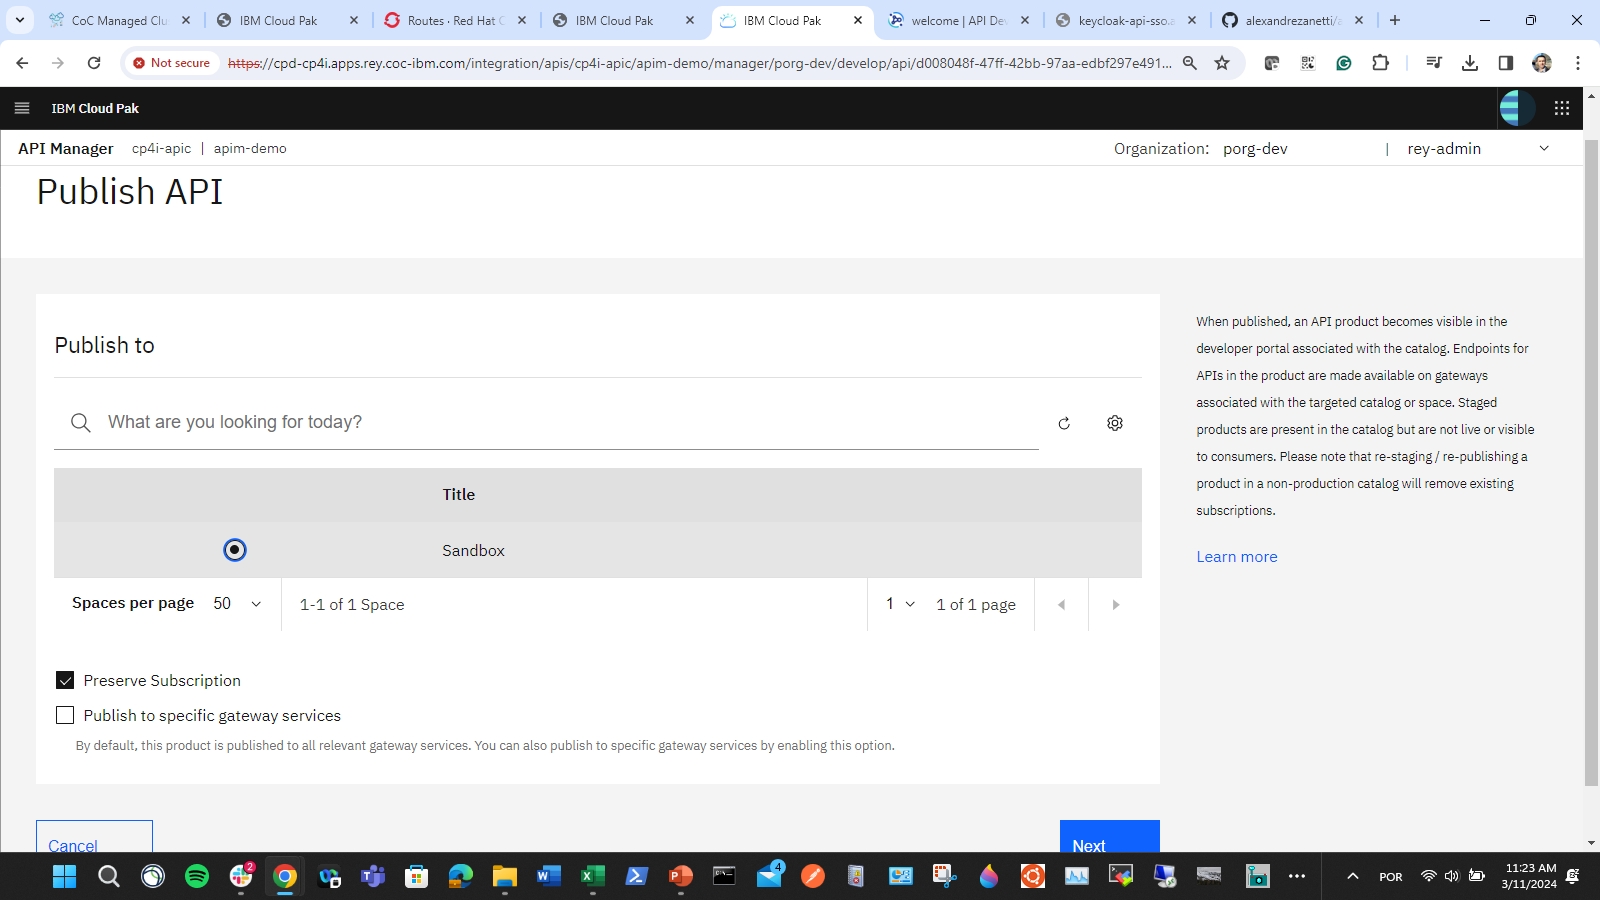 CoC Managed Clu
IBM Cloud Pak
Routes · Red Hat C
IBM Cloud Pak
IBM Cloud Pak
welcome | API De
keycloak-api-sso.a
alexandrezanetti/a
Not secure
https://cpd-cp4i.apps.rey.coc-ibm.com/integration/apis/cp4i-apic/apim-demo/manager/porg-dev/develop/api/d008048f-47ff-42bb-97aa-edbf297e491...
IBM Cloud Pak
API Manager cp4i-apic | apim-demo
Organization: porg-dev | rey-admin
Publish API
Publish to
What are you looking for today?
Title
Sandbox
Spaces per page 50
1-1 of 1 Space
1
1 of 1 page
Preserve Subscription
Publish to specific gateway services
By default, this product is published to all relevant gateway services. You can also publish to specific gateway services by enabling this option.
Cancel
Next
When published, an API product becomes visible in the
developer portal associated with the catalog. Endpoints for
APIs in the product are made available on gateways
associated with the targeted catalog or space. Staged
products are present in the catalog but are not live or visible
to consumers. Please note that re-staging / re-publishing a
product in a non-production catalog will remove existing
subscriptions.
Learn more
2
4
POR
11:23 AM
3/11/2024